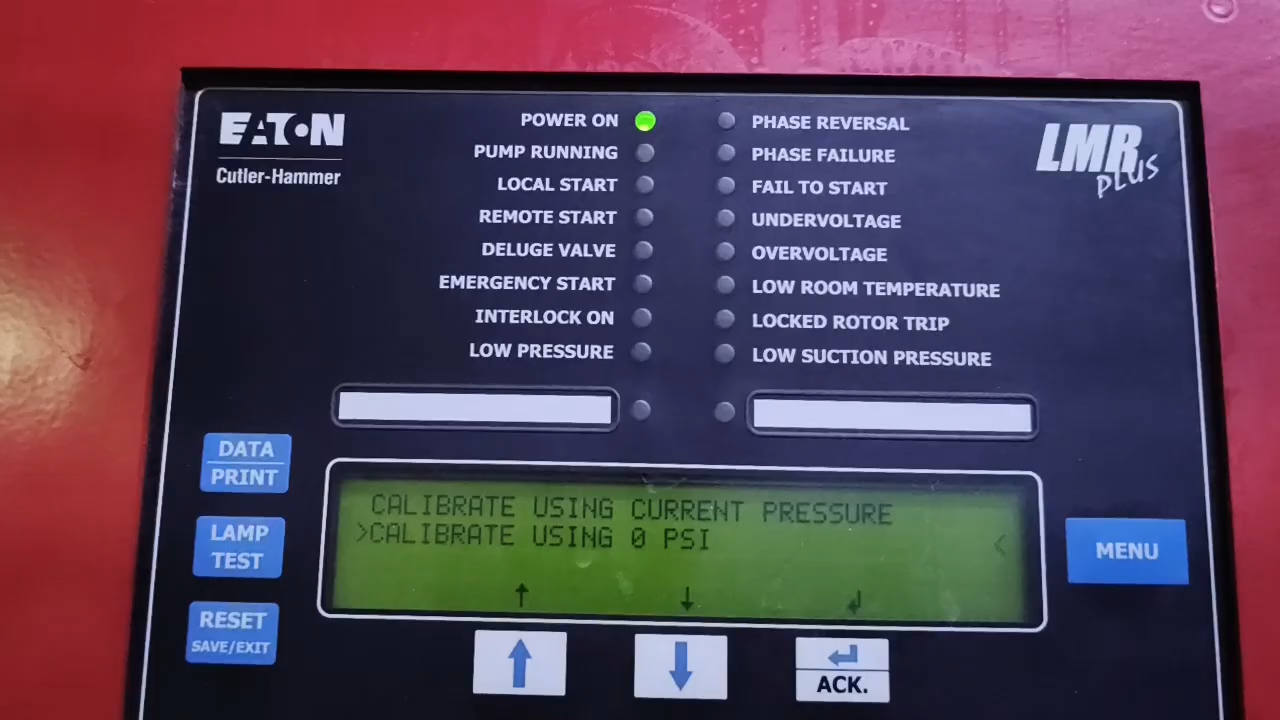 EATON
Cutler-Hammer
LMR
PLUS
POWER ON
PUMP RUNNING
LOCAL START
REMOTE START
DELUGE VALVE
EMERGENCY START
INTERLOCK ON
LOW PRESSURE
PHASE REVERSAL
PHASE FAILURE
FAIL TO START
UNDERVOLTAGE
OVERVOLTAGE
LOW ROOM TEMPERATURE
LOCKED ROTOR TRIP
LOW SUCTION PRESSURE
DATA
PRINT
LAMP
TEST
RESET
SAVE/EXIT
CALIBRATE USING CURRENT PRESSURE
>CALIBRATE USING 0 PSI <
↑ ↓ ↲
MENU
ACK.